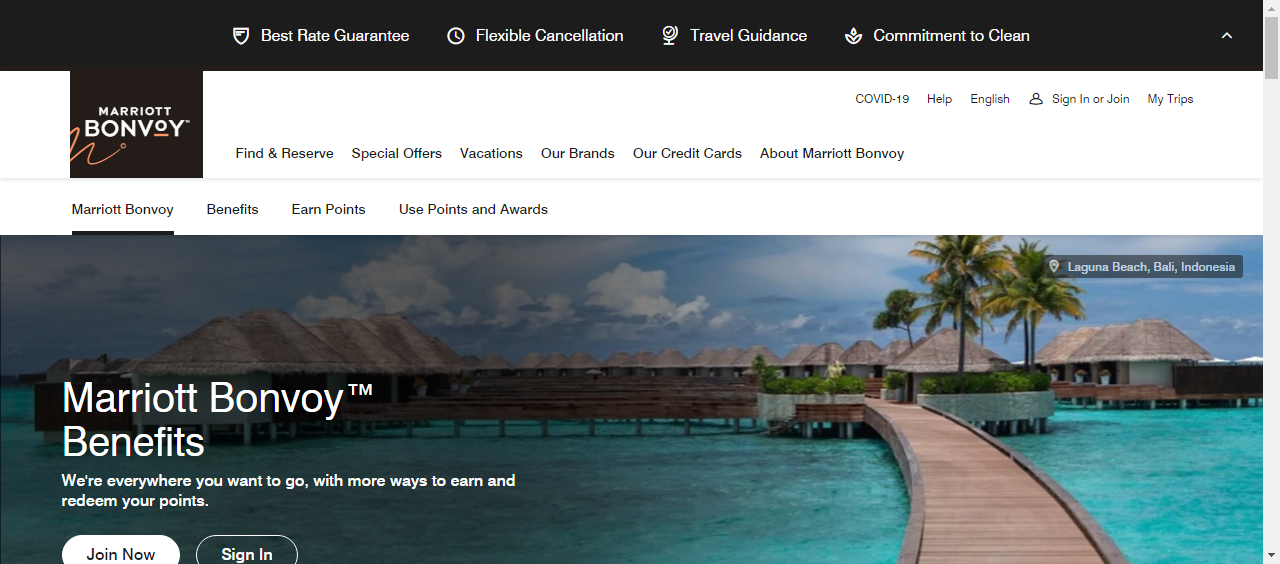 Best Rate Guarantee Flexible Cancellation Travel Guidance Commitment to Clean
MARRIOTT
BONVOY™
COVID-19 Help English Sign In or Join My Trips
Find & Reserve Special Offers Vacations Our Brands Our Credit Cards About Marriott Bonvoy
Marriott Bonvoy Benefits Earn Points Use Points and Awards
Laguna Beach, Bali, Indonesia
Marriott Bonvoy™
Benefits
We're everywhere you want to go, with more ways to earn and
redeem your points.
Join Now Sign In